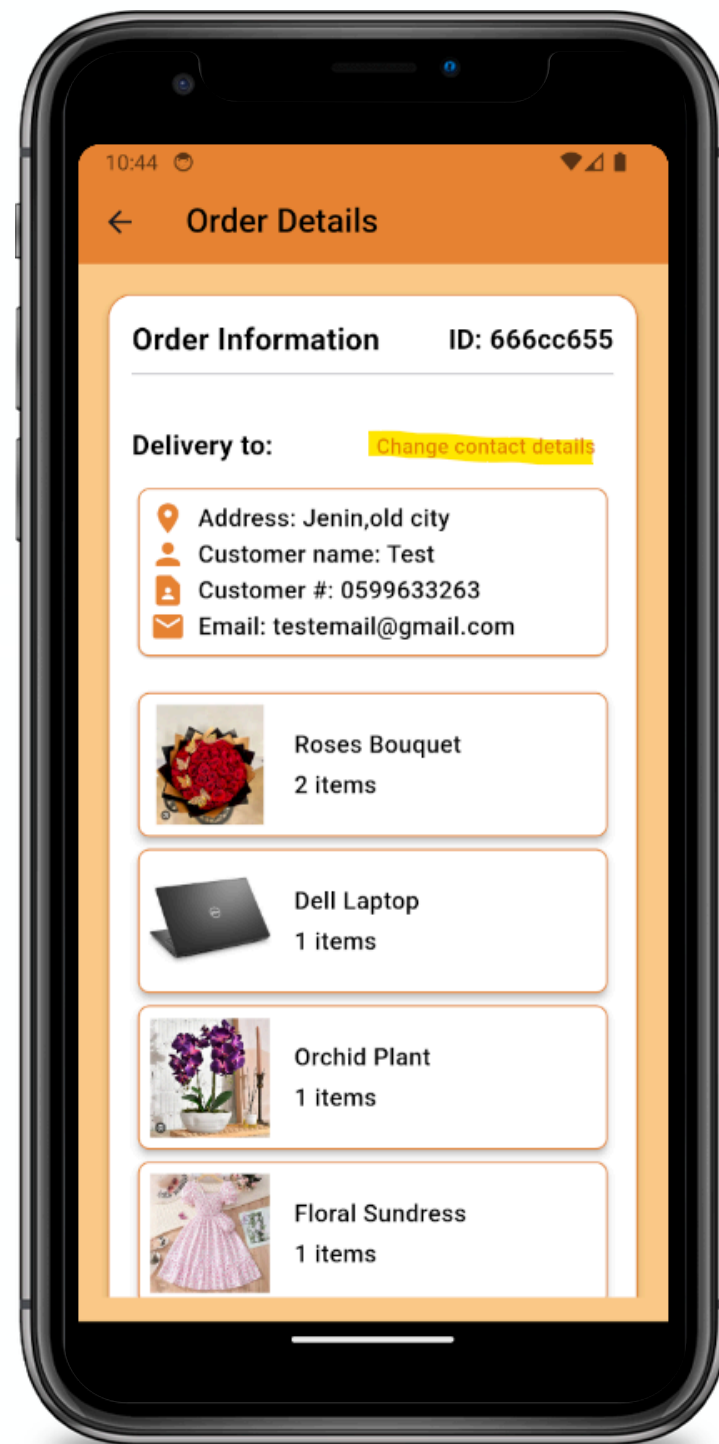 10:44
Order Details
Order Information ID: 666cc655
Delivery to: Change contact details
Address: Jenin,old city
Customer name: Test
Customer #: 0599633263
Email: testemail@gmail.com
Roses Bouquet
2 items
Dell Laptop
1 items
Orchid Plant
1 items
Floral Sundress
1 items